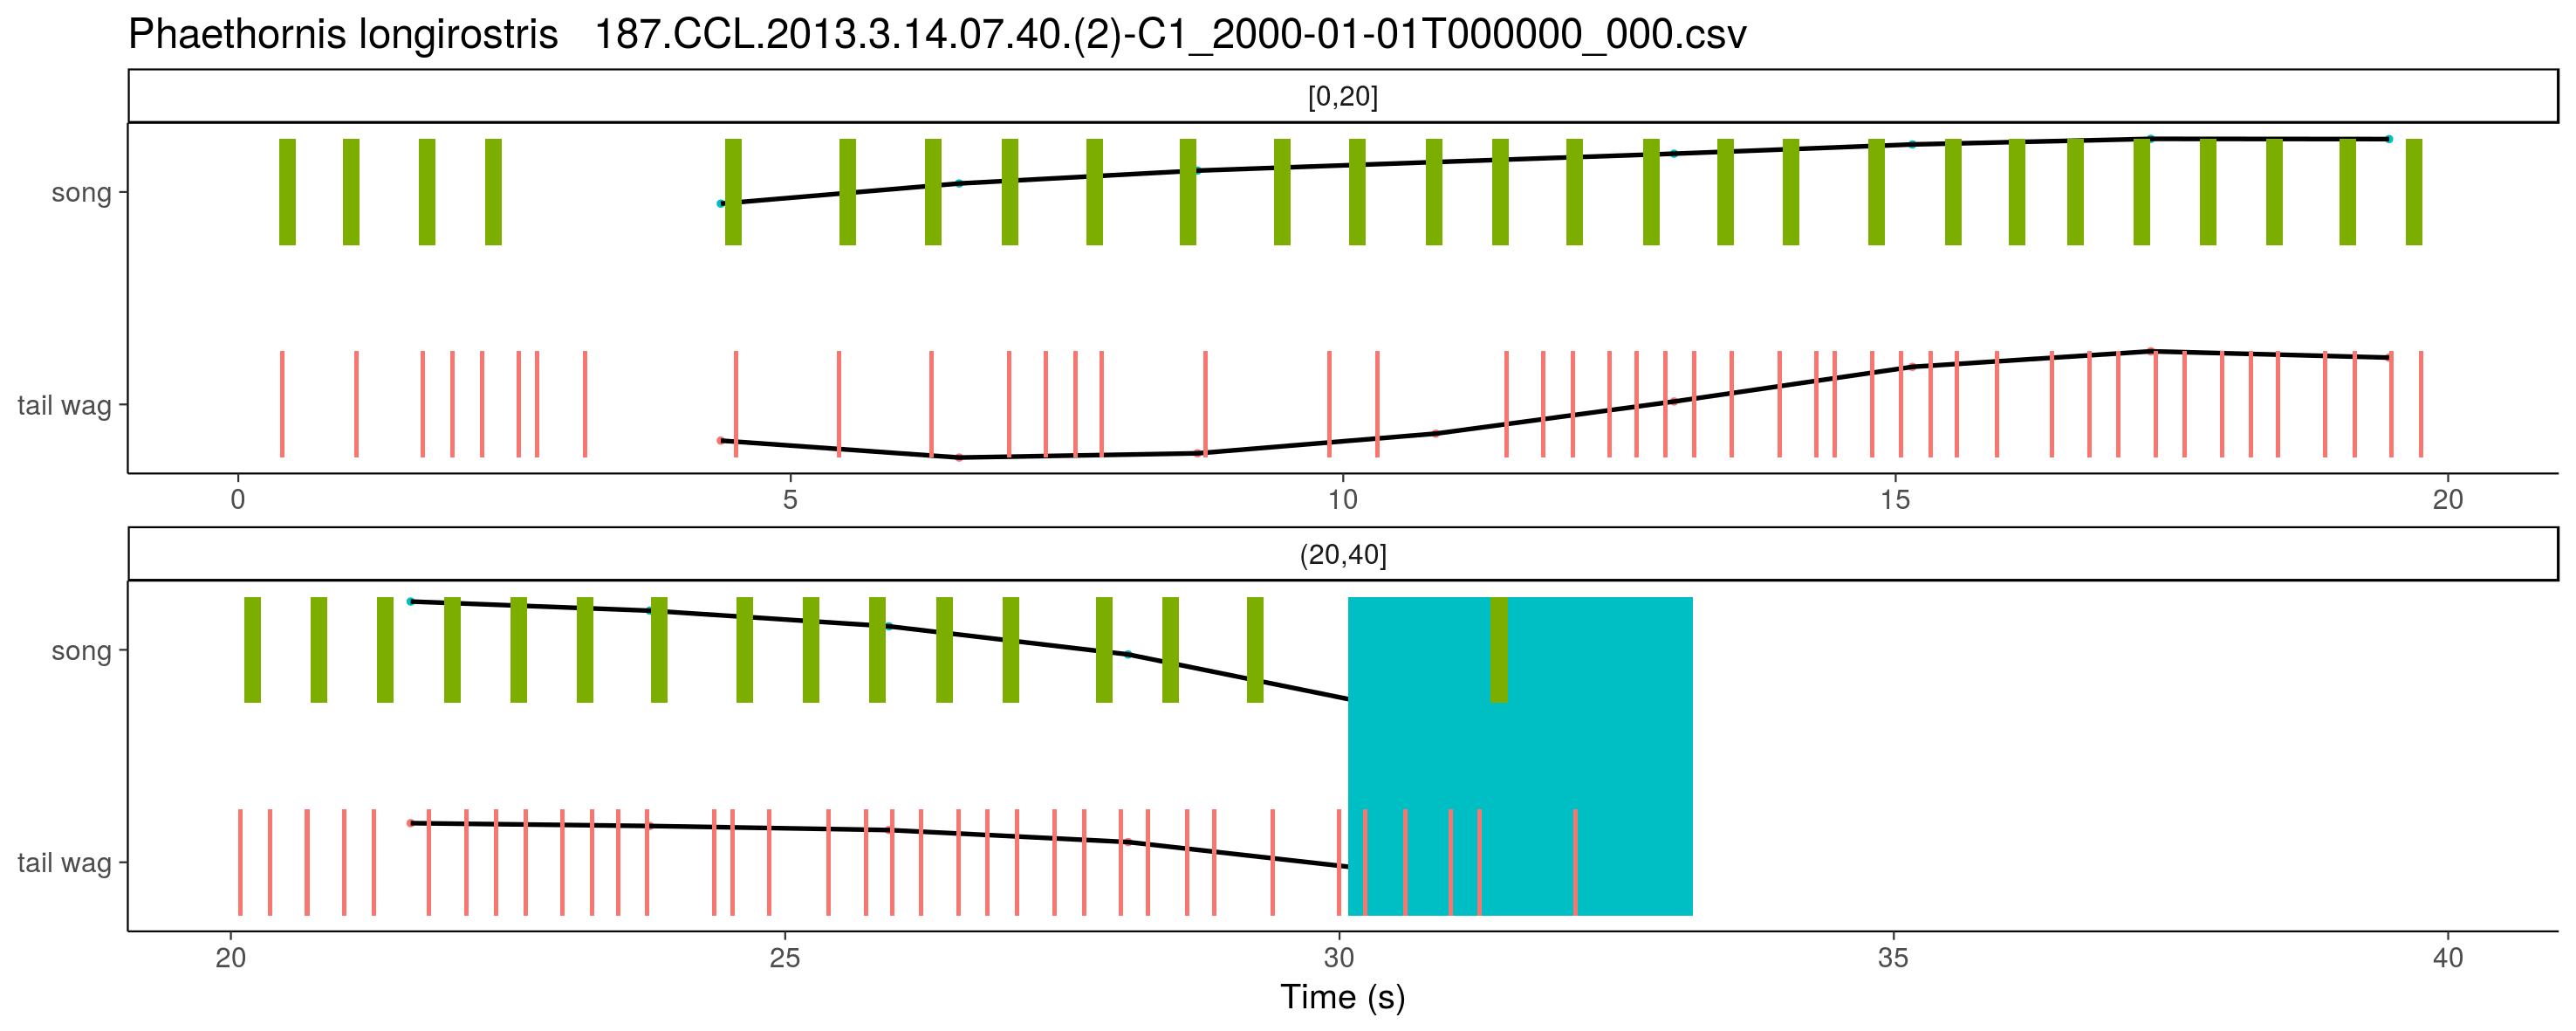 Phaethornis longirostris 187.CCL.2013.3.14.07.40.(2)-C1_2000-01-01T000000_000.csv
[0,20]
song
tail wag
0 5 10 15 20
(20,40]
song
tail wag
20 25 30 35 40
Time (s)